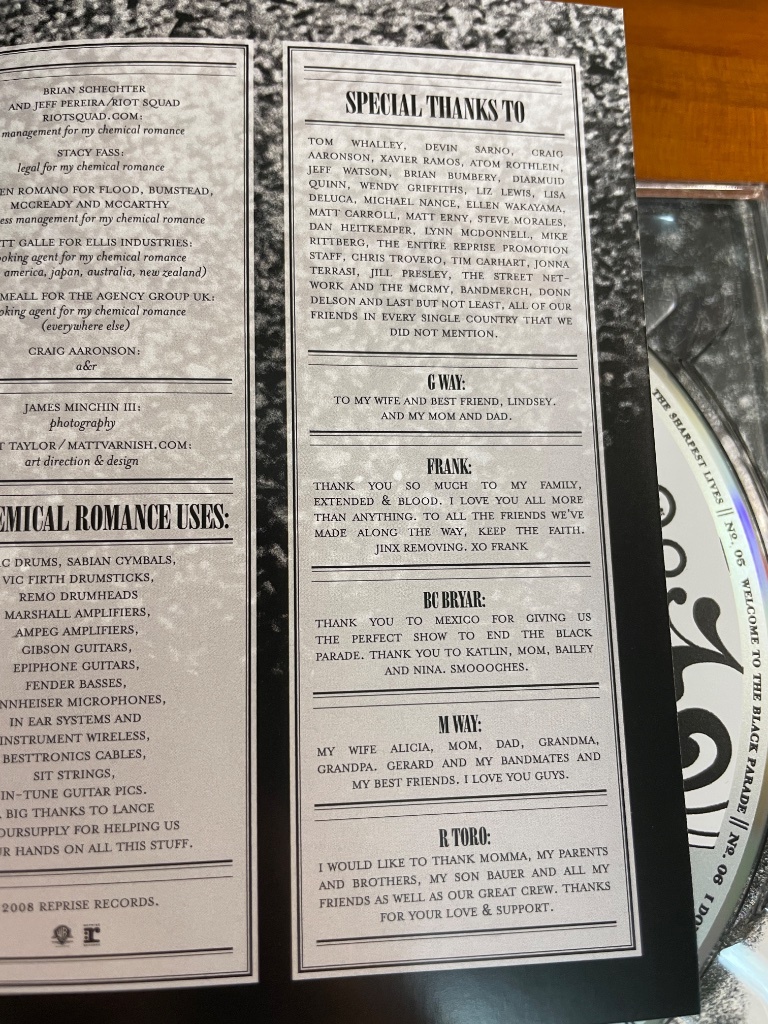 BRIAN SCHECHTER
AND JEFF PEREIRA/RIOT SQUAD
RIOTSQUAD.COM:
management for my chemical romance
STACY FASS:
legal for my chemical romance
ROMANO FOR FLOOD, BUMSTEAD,
MCCREADY AND MCCARTHY
management for my chemical romance
GALLE FOR ELLIS INDUSTRIES:
agent for my chemical romance
america, japan, australia, new zealand)
FOR THE AGENCY GROUP UK:
agent for my chemical romance
(everywhere else)
CRAIG AARONSON:
a&r
JAMES MINCHIN III:
photography
TAYLOR/MATTVARNISH.COM:
art direction & design
ROMANCE USES:
DRUMS, SABIAN CYMBALS,
VIC FIRTH DRUMSTICKS,
REMO DRUMHEADS
MARSHALL AMPLIFIERS,
AMPEG AMPLIFIERS,
GIBSON GUITARS,
EPIPHONE GUITARS,
FENDER BASSES,
MICROPHONES,
IN EAR SYSTEMS AND
INSTRUMENT WIRELESS,
BESTTRONICS CABLES,
SIT STRINGS,
IN-TUNE GUITAR PICS.
BIG THANKS TO LANCE
FOR HELPING US
HANDS ON ALL THIS STUFF.
2008 REPRISE RECORDS.
SPECIAL THANKS TO
TOM WHALLEY, DEVIN SARNO, CRAIG
AARONSON, XAVIER RAMOS, ATOM ROTHLEIN,
JEFF WATSON, BRIAN BUMBERY, DIARMUID
QUINN, WENDY GRIFFITHS, LIZ LEWIS, LISA
DELUCA, MICHAEL NANCE, ELLEN WAKAYAMA,
MATT CARROLL, MATT ERNY, STEVE MORALES,
DAN HEITKEMPER, LYNN MCDONNELL, MIKE
RITTBERG, THE ENTIRE REPRISE PROMOTION
STAFF, CHRIS TROVERO, TIM CARHART, JONNA
TERRASI, JILL PRESLEY, THE STREET NET-
WORK AND THE MCRMY, BANDMERCH, DONN
DELSON AND LAST BUT NOT LEAST, ALL OF OUR
FRIENDS IN EVERY SINGLE COUNTRY THAT WE
DID NOT MENTION.
G WAY:
TO MY WIFE AND BEST FRIEND, LINDSEY.
AND MY MOM AND DAD.
FRANK:
THANK YOU SO MUCH TO MY FAMILY,
EXTENDED & BLOOD. I LOVE YOU ALL MORE
THAN ANYTHING. TO ALL THE FRIENDS WE'VE
MADE ALONG THE WAY, KEEP THE FAITH.
JINX REMOVING. XO FRANK
BC BRYAR:
THANK YOU TO MEXICO FOR GIVING US
THE PERFECT SHOW TO END THE BLACK
PARADE. THANK YOU TO KATLIN, MOM, BAILEY
AND NINA. SMOOOCHES.
M WAY:
MY WIFE ALICIA, MOM, DAD, GRANDMA,
GRANDPA. GERARD AND MY BANDMATES AND
MY BEST FRIENDS. I LOVE YOU GUYS.
R TORO:
I WOULD LIKE TO THANK MOMMA, MY PARENTS
AND BROTHERS, MY SON BAUER AND ALL MY
FRIENDS AS WELL AS OUR GREAT CREW. THANKS
FOR YOUR LOVE & SUPPORT.
THE SHARPEST LIVES || Nº. 05 WELCOME TO THE BLACK PARADE || Nº. 06 I